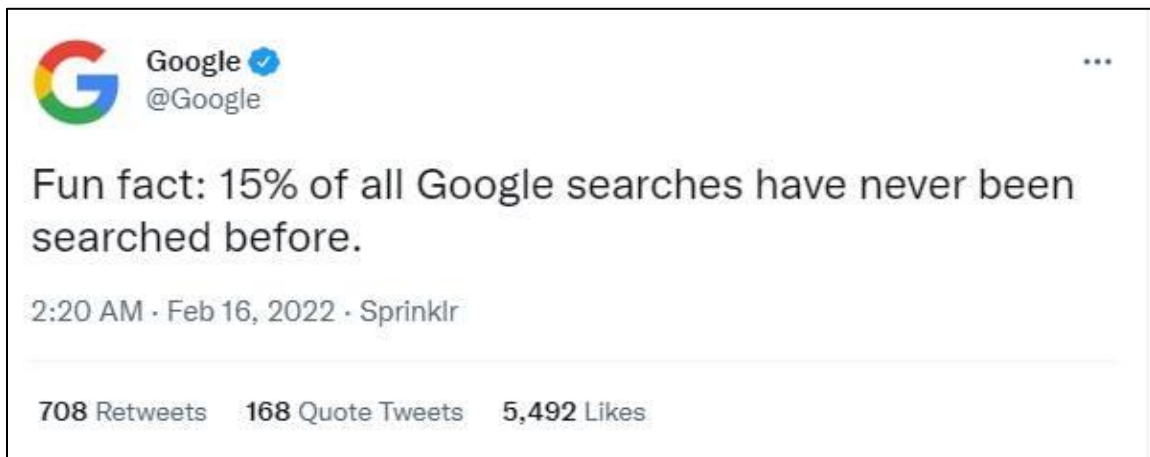 Google
@Google
...
Fun fact: 15% of all Google searches have never been
searched before.
2:20 AM · Feb 16, 2022 · Sprinklr
708 Retweets 168 Quote Tweets 5,492 Likes